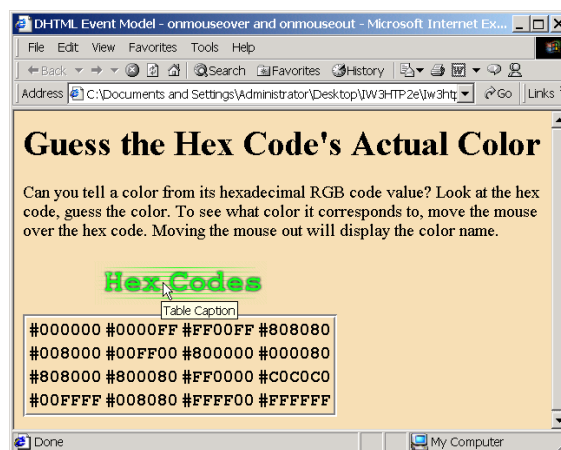 DHTML Event Model - onmouseover and onmouseout - Microsoft Internet Ex...
File Edit View Favorites Tools Help
Back Search Favorites History
Address C:\Documents and Settings\Administrator\Desktop\IW3HTP2e\Iw3htp Go Links
Guess the Hex Code's Actual Color
Can you tell a color from its hexadecimal RGB code value? Look at the hex
code, guess the color. To see what color it corresponds to, move the mouse
over the hex code. Moving the mouse out will display the color name.
Hex Codes
Table Caption
#000000 #0000FF #FF00FF #808080
#008000 #00FF00 #800000 #000080
#808000 #800080 #FF0000 #C0C0C0
#00FFFF #008080 #FFFF00 #FFFFFF
Done My Computer